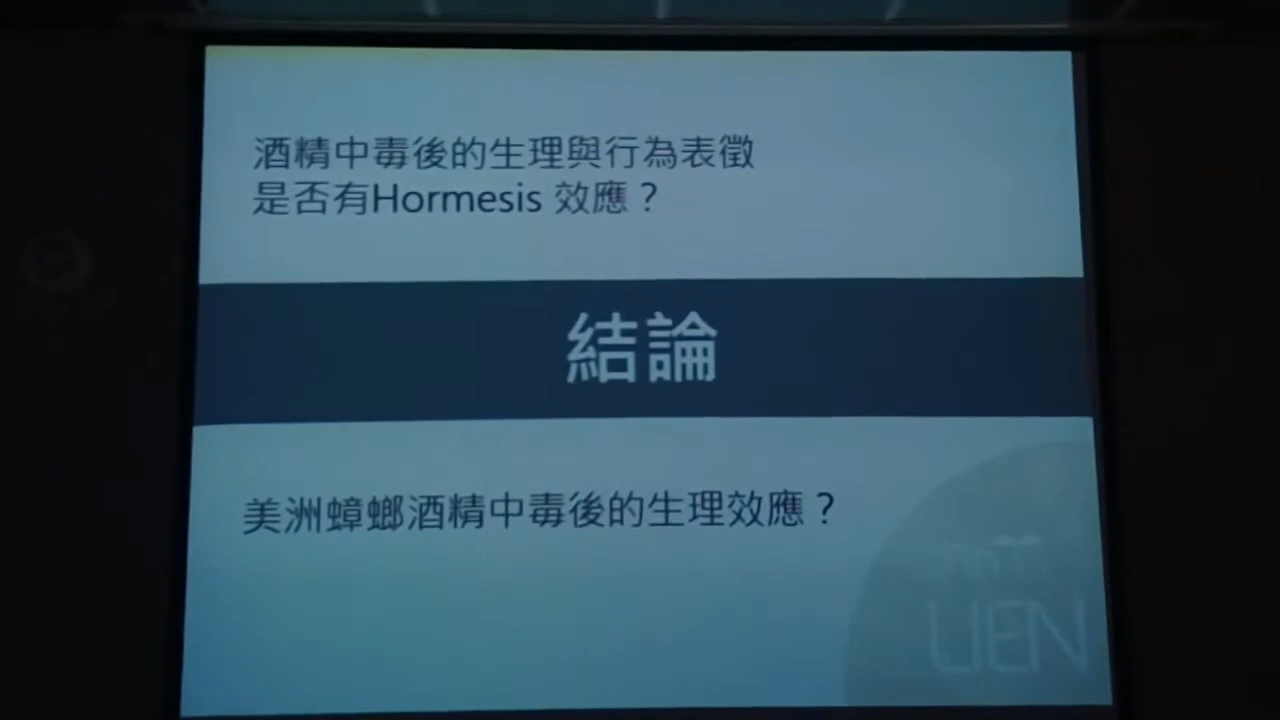 酒精中毒後的生理與行為表徵
是否有Hormesis 效應？
結論
美洲蟑螂酒精中毒後的生理效應？
UEN